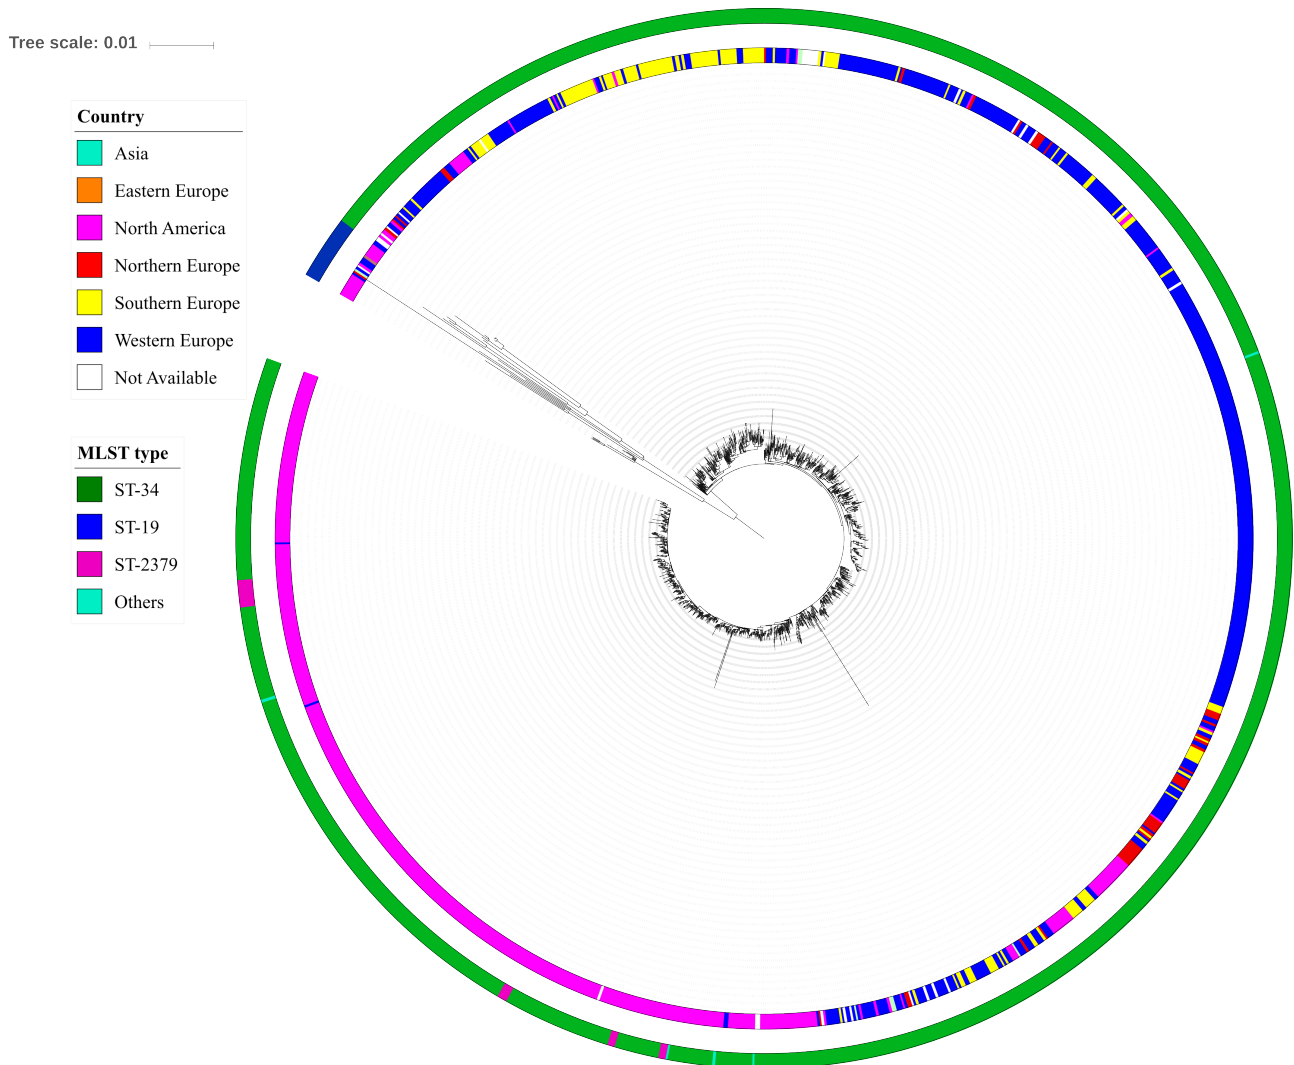 Tree scale: 0.01
Country
Asia
Eastern Europe
North America
Northern Europe
Southern Europe
Western Europe
Not Available
MLST type
ST-34
ST-19
ST-2379
Others